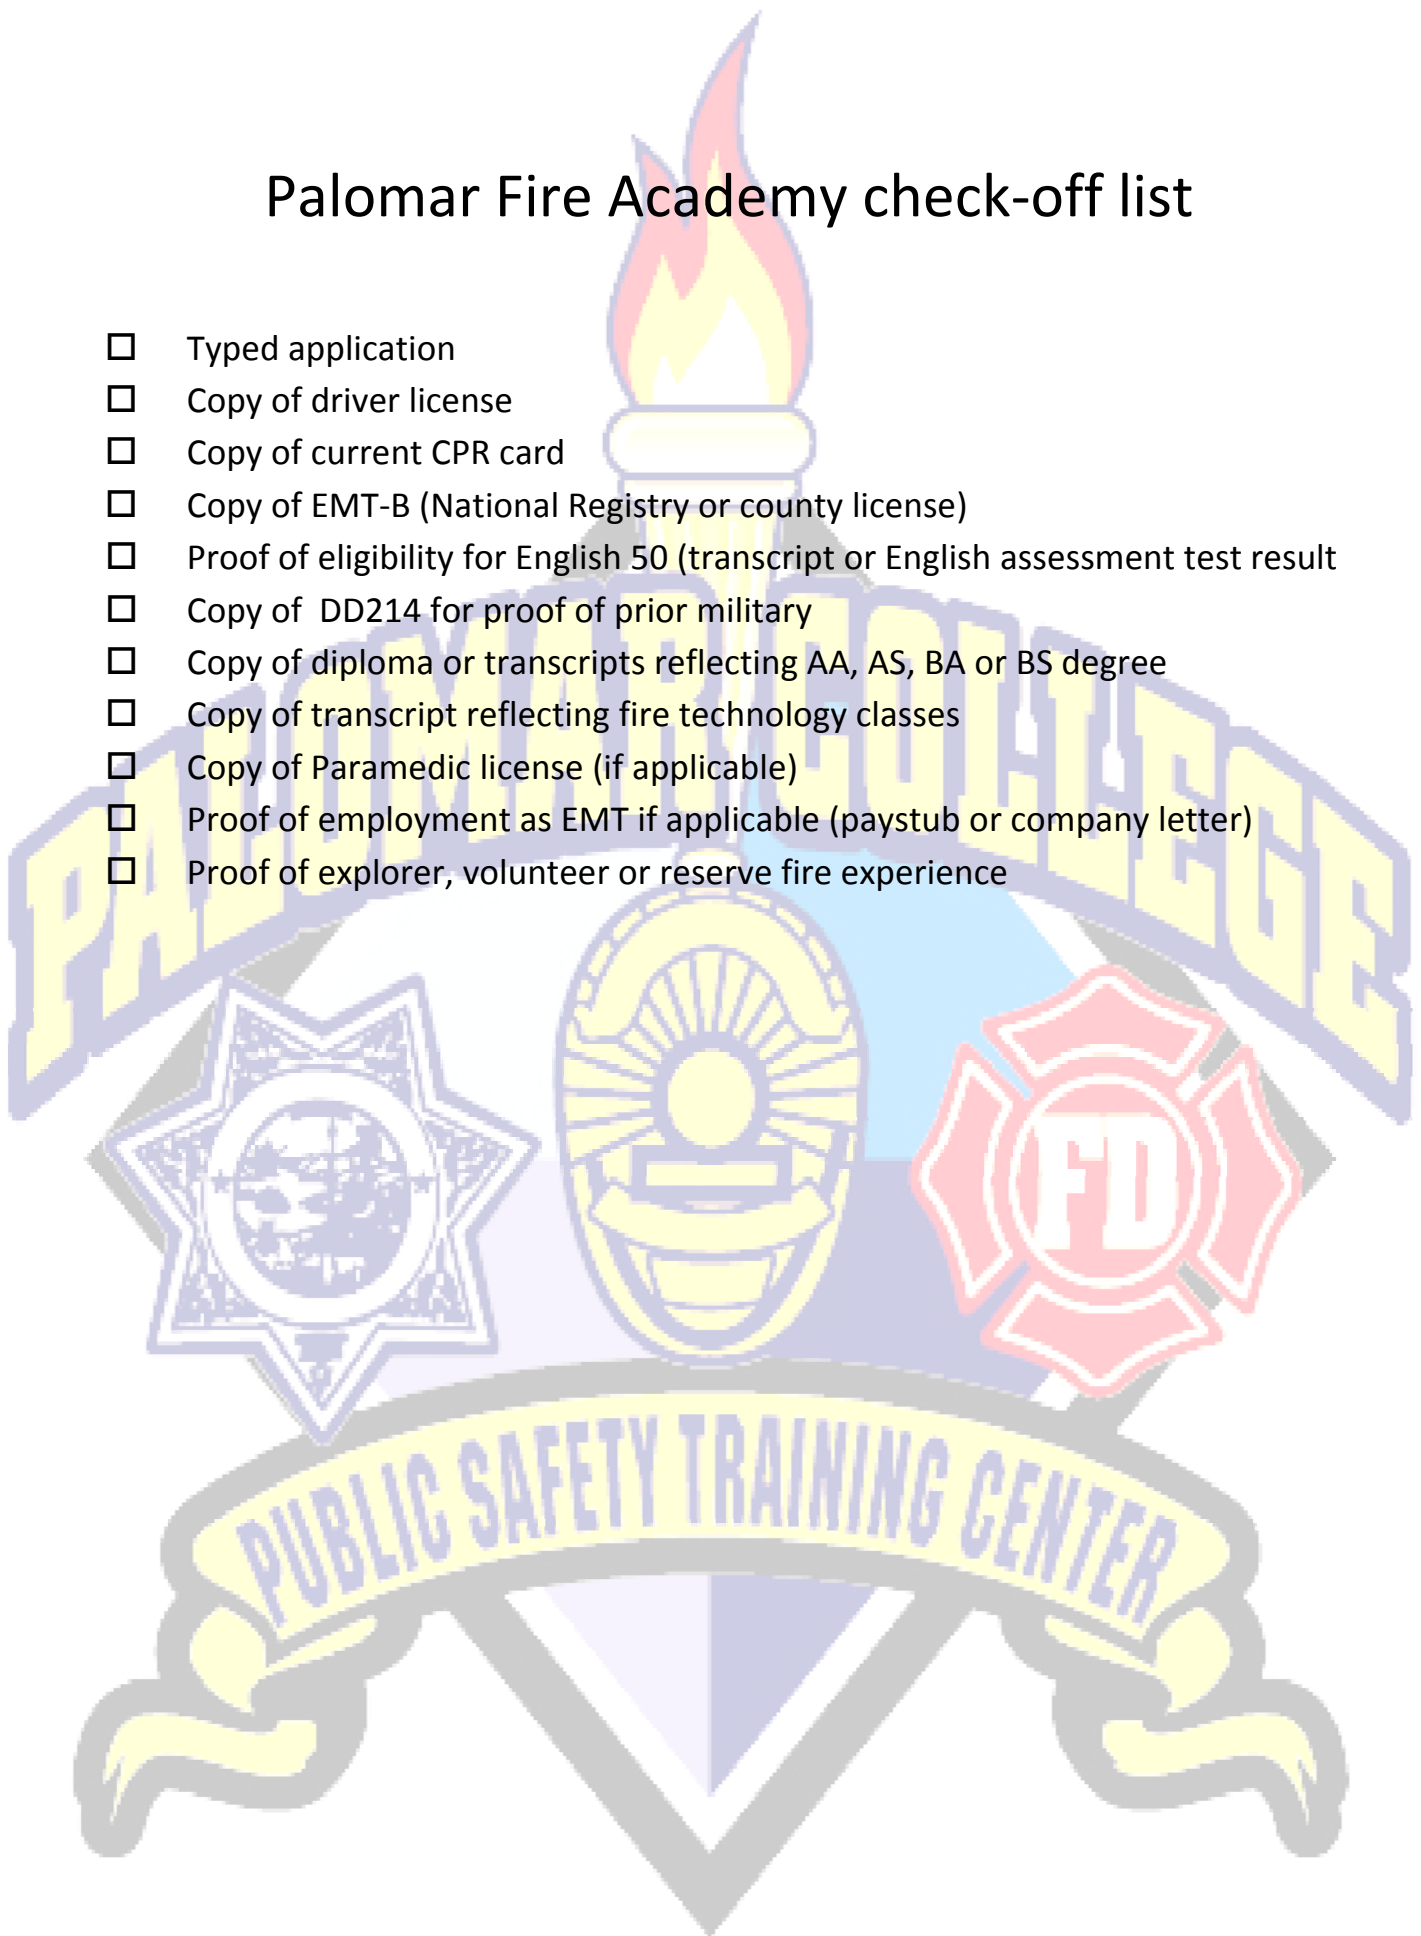 Palomar Fire Academy check-off list
☐ Typed application
☐ Copy of driver license
☐ Copy of current CPR card
☐ Copy of EMT-B (National Registry or county license)
☐ Proof of eligibility for English 50 (transcript or English assessment test result
☐ Copy of  DD214 for proof of prior military
☐ Copy of diploma or transcripts reflecting AA, AS, BA or BS degree
☐ Copy of transcript reflecting fire technology classes
☐ Copy of Paramedic license (if applicable)
☐ Proof of employment as EMT if applicable (paystub or company letter)
☐ Proof of explorer, volunteer or reserve fire experience
PALOMAR COLLEGE
FD
PUBLIC SAFETY TRAINING CENTER